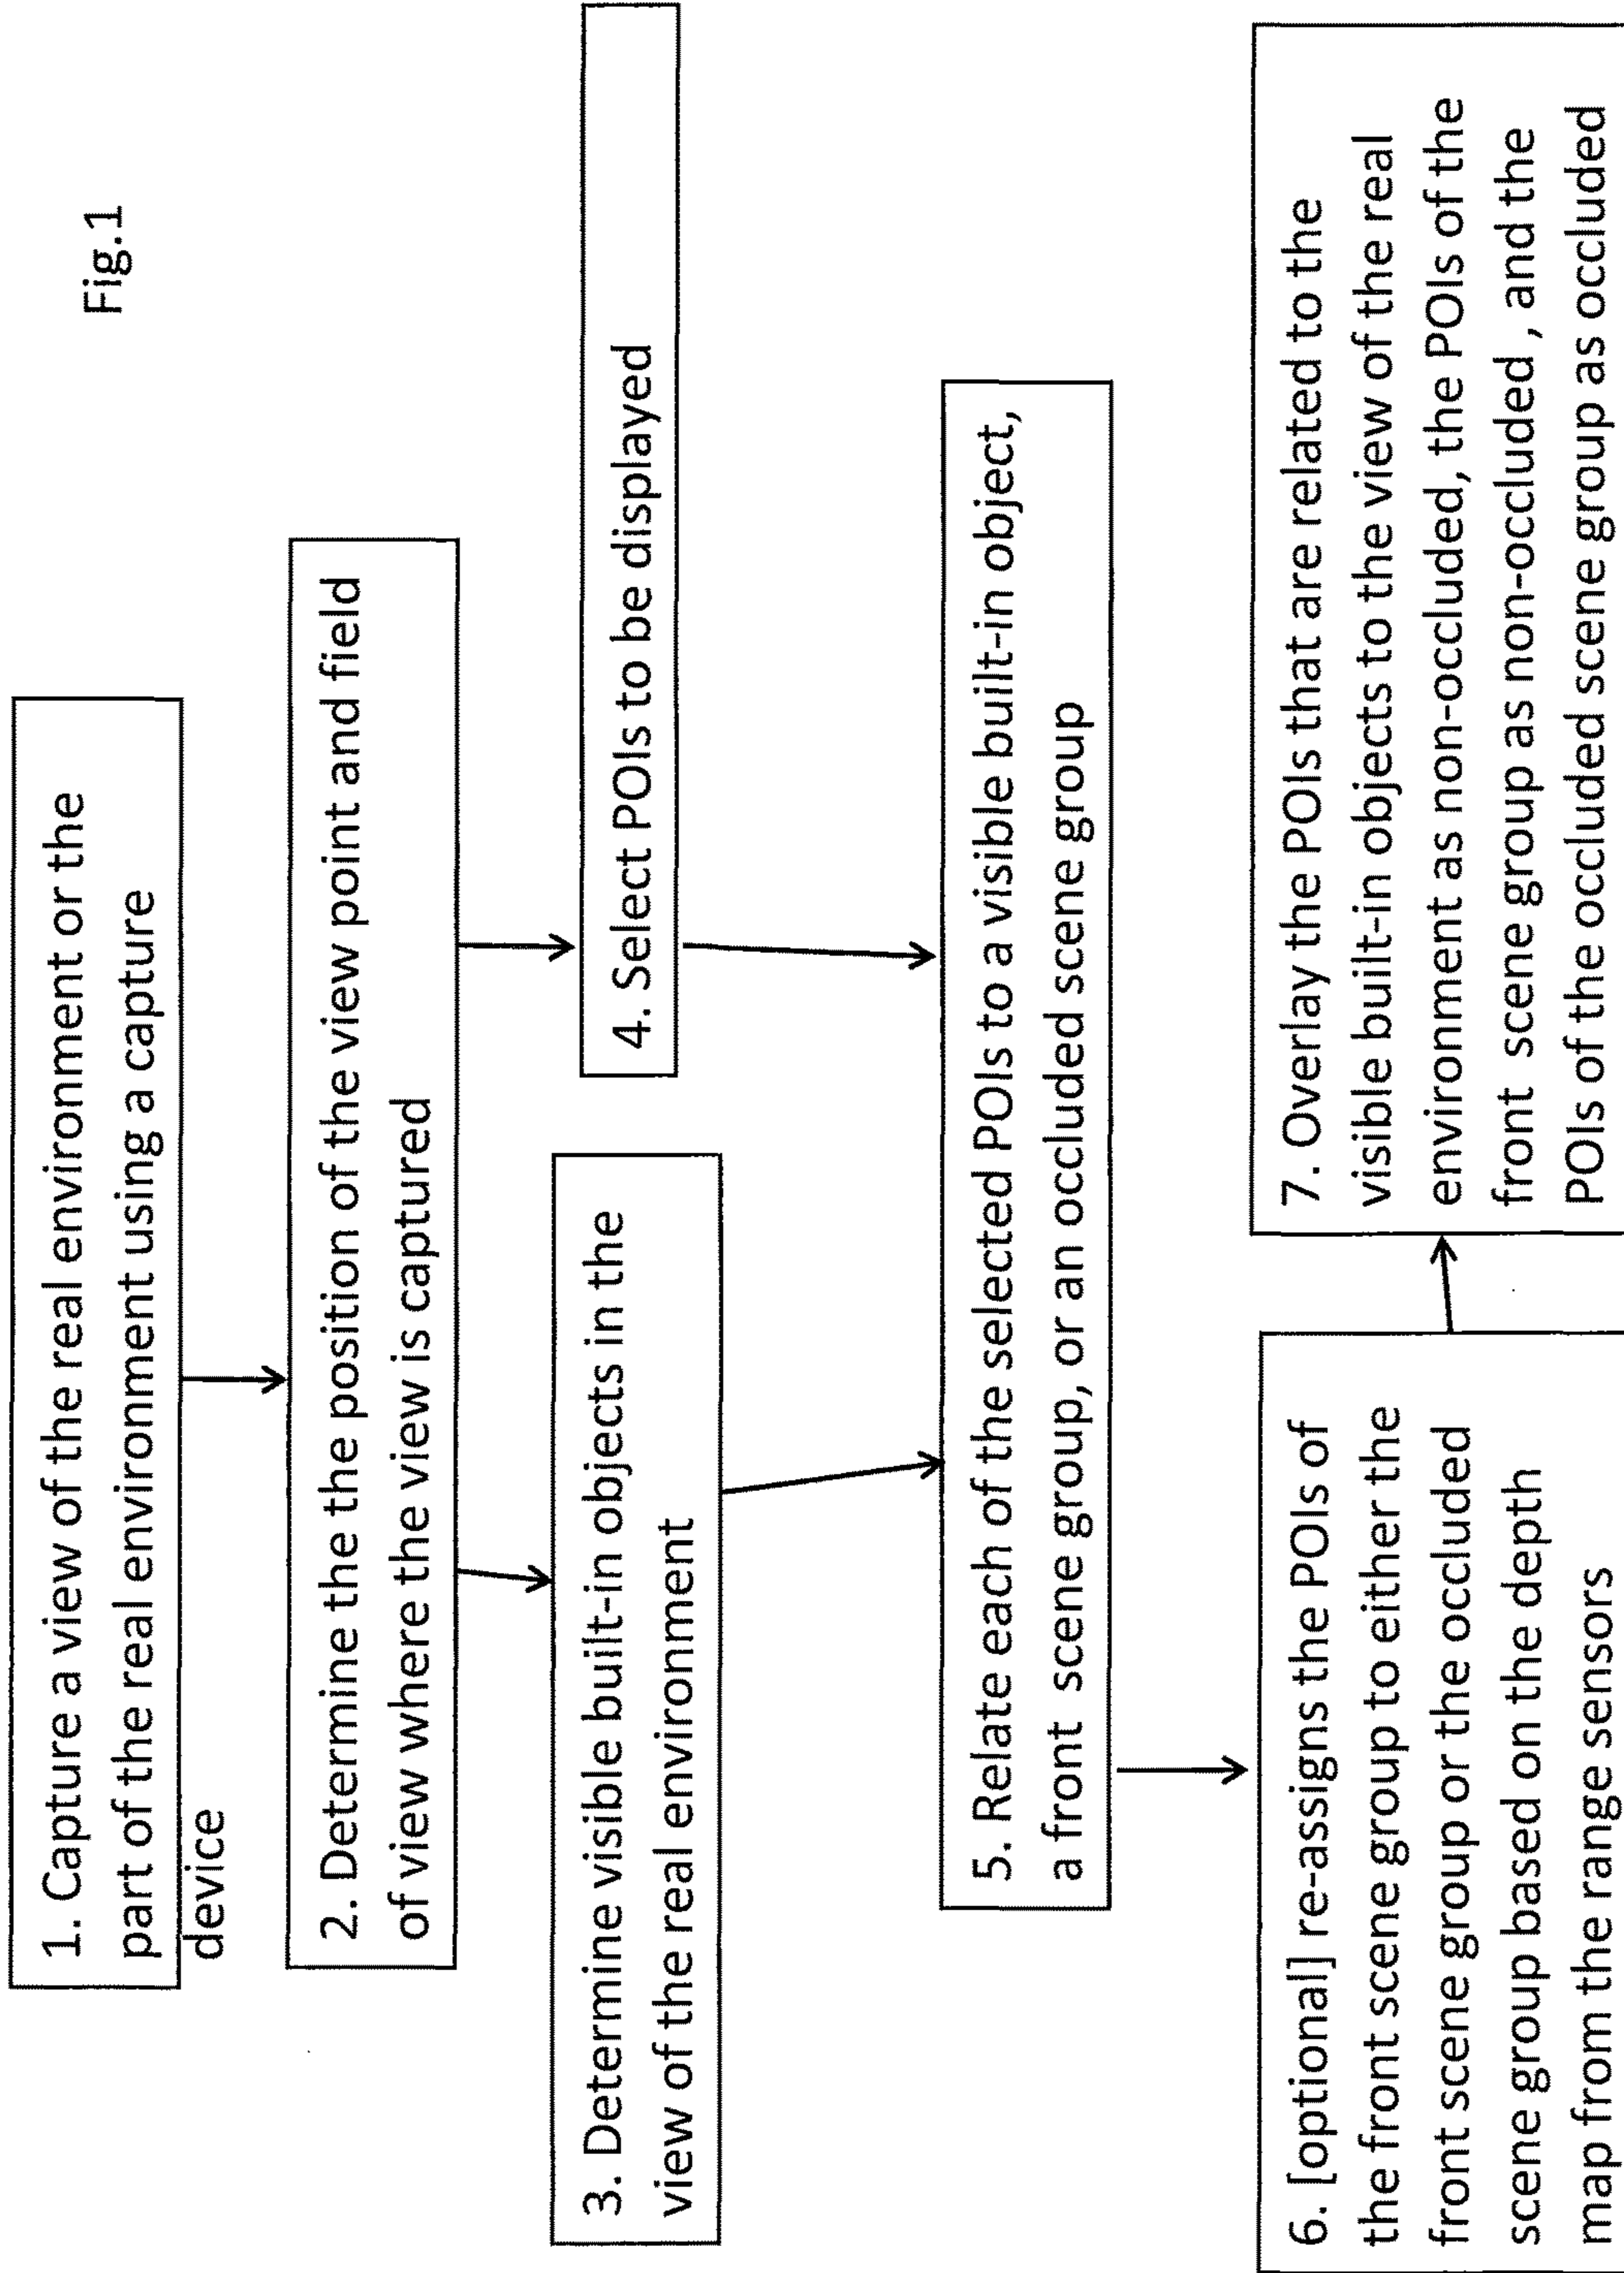 Fig.1
1. Capture a view of the real environment or the
part of the real environment using a capture
device
2. Determine the the position of the view point and field
of view where the view is captured
3. Determine visible built-in objects in the
view of the real environment
4. Select POIs to be displayed
5. Relate each of the selected POIs to a visible built-in object,
a front scene group, or an occluded scene group
6. [optional] re-assigns the POIs of
the front scene group to either the
front scene group or the occluded
scene group based on the depth
map from the range sensors
7. Overlay the POIs that are related to the
visible built-in objects to the view of the real
environment as non-occluded, the POIs of the
front scene group as non-occluded , and the
POIs of the occluded scene group as occluded